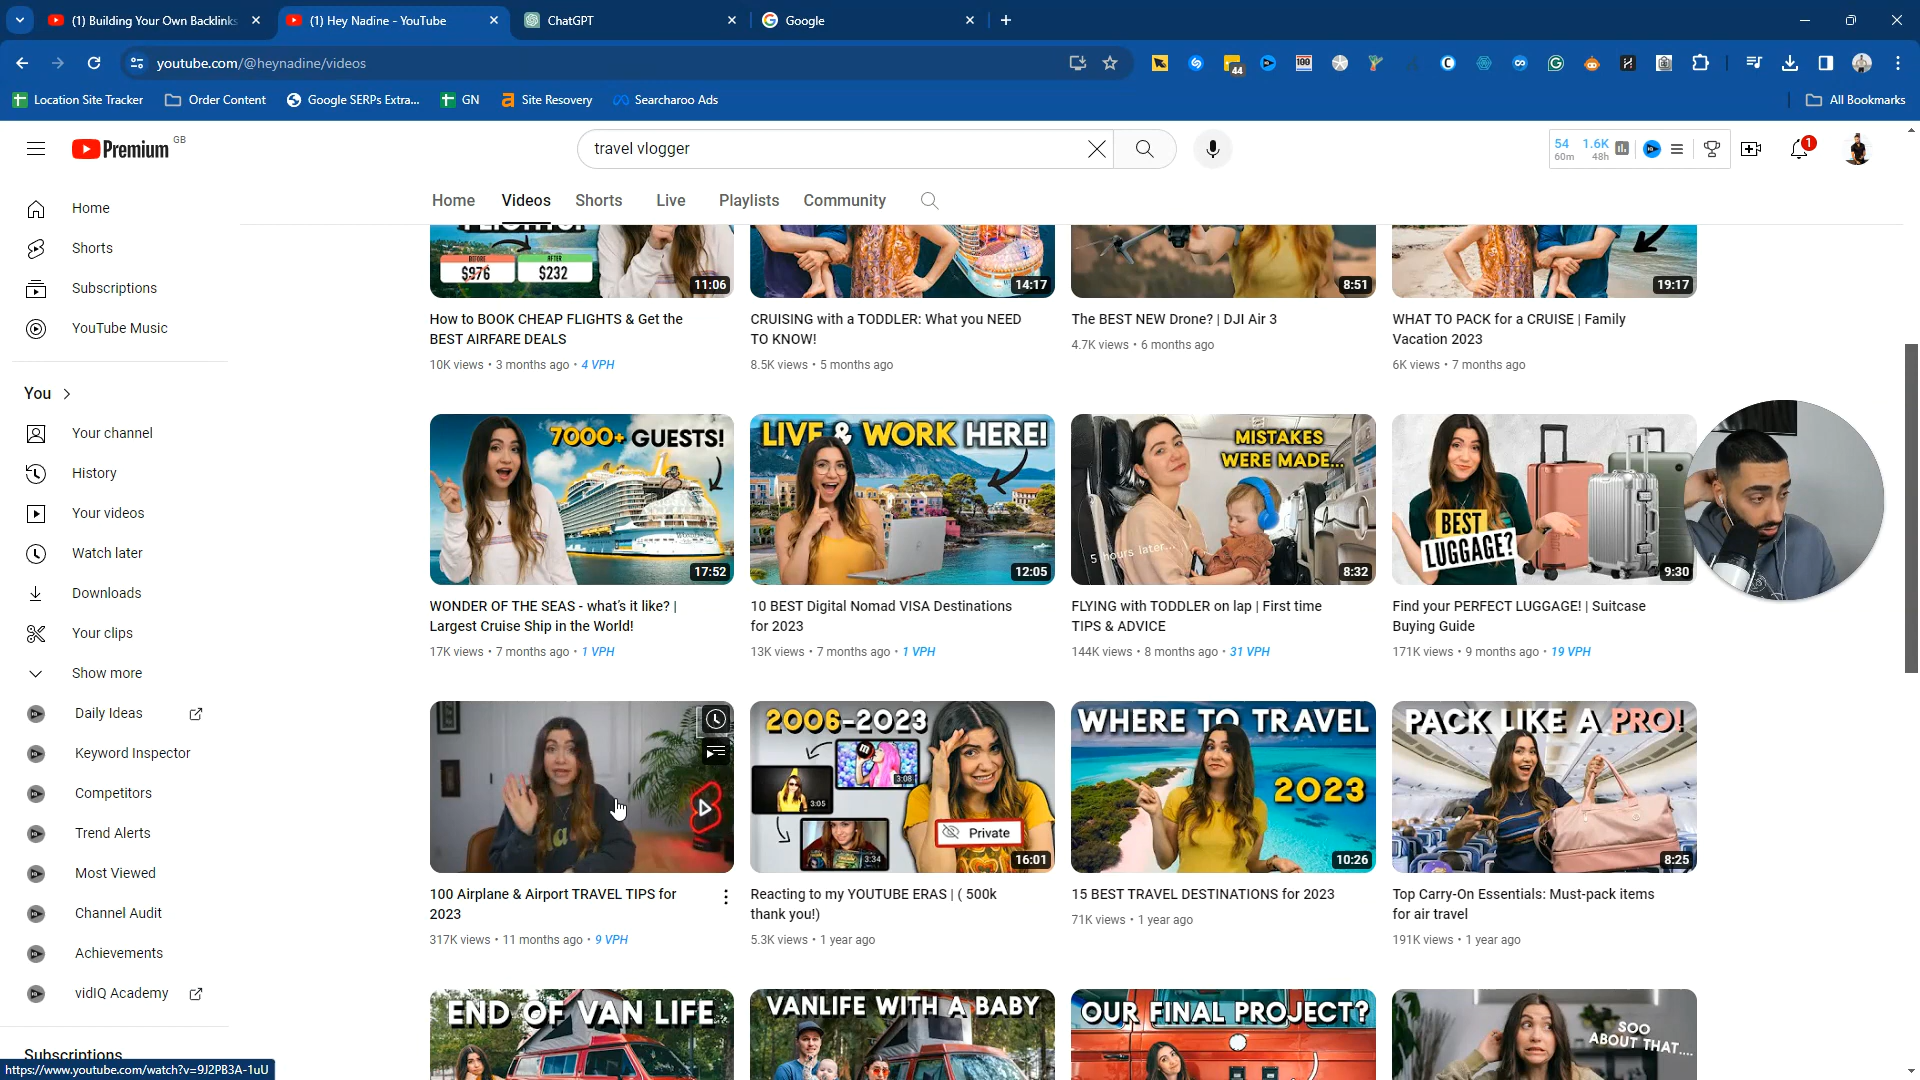 (1) Building Your Own Backlinks
(1) Hey Nadine - YouTube
ChatGPT
Google
youtube.com/@heynadine/videos
44
100
Location Site Tracker
Order Content
Google SERPs Extra...
GN
Site Recovery
Searcharoo Ads
All Bookmarks
Premium GB
travel vlogger
54 1.6K
60m 48h
1
Home Videos Shorts Live Playlists Community
Home
Shorts
Subscriptions
YouTube Music
You
Your channel
History
Your videos
Watch later
Downloads
Your clips
Show more
Daily Ideas
Keyword Inspector
Competitors
Trend Alerts
Most Viewed
Channel Audit
Achievements
vidIQ Academy
Subscriptions
https://www.youtube.com/watch?v=9J2PB3A-1uU
BEFORE AFTER
$976 $232
11:06
How to BOOK CHEAP FLIGHTS & Get the
BEST AIRFARE DEALS
10K views • 3 months ago • 4 VPH
14:17
CRUISING with a TODDLER: What you NEED
TO KNOW!
8.5K views • 5 months ago
8:51
The BEST NEW Drone? | DJI Air 3
4.7K views • 6 months ago
19:17
WHAT TO PACK for a CRUISE | Family
Vacation 2023
6K views • 7 months ago
7000+ GUESTS!
17:52
WONDER OF THE SEAS - what's it like? |
Largest Cruise Ship in the World!
17K views • 7 months ago • 1 VPH
LIVE & WORK HERE!
12:05
10 BEST Digital Nomad VISA Destinations
for 2023
13K views • 7 months ago • 1 VPH
MISTAKES
WERE MADE...
5 hours later...
8:32
FLYING with TODDLER on lap | First time
TIPS & ADVICE
144K views • 8 months ago • 31 VPH
BEST
LUGGAGE?
9:30
Find your PERFECT LUGGAGE! | Suitcase
Buying Guide
171K views • 9 months ago • 19 VPH
100 Airplane & Airport TRAVEL TIPS for
2023
317K views • 11 months ago • 9 VPH
2006-2023
3:08
3:05
3:34
Private
16:01
Reacting to my YOUTUBE ERAS | ( 500k
thank you!)
5.3K views • 1 year ago
WHERE TO TRAVEL
2023
10:26
15 BEST TRAVEL DESTINATIONS for 2023
71K views • 1 year ago
PACK LIKE A PRO!
8:25
Top Carry-On Essentials: Must-pack items
for air travel
191K views • 1 year ago
END OF VAN LIFE
VANLIFE WITH A BABY
OUR FINAL PROJECT?
SOO
ABOUT THAT....